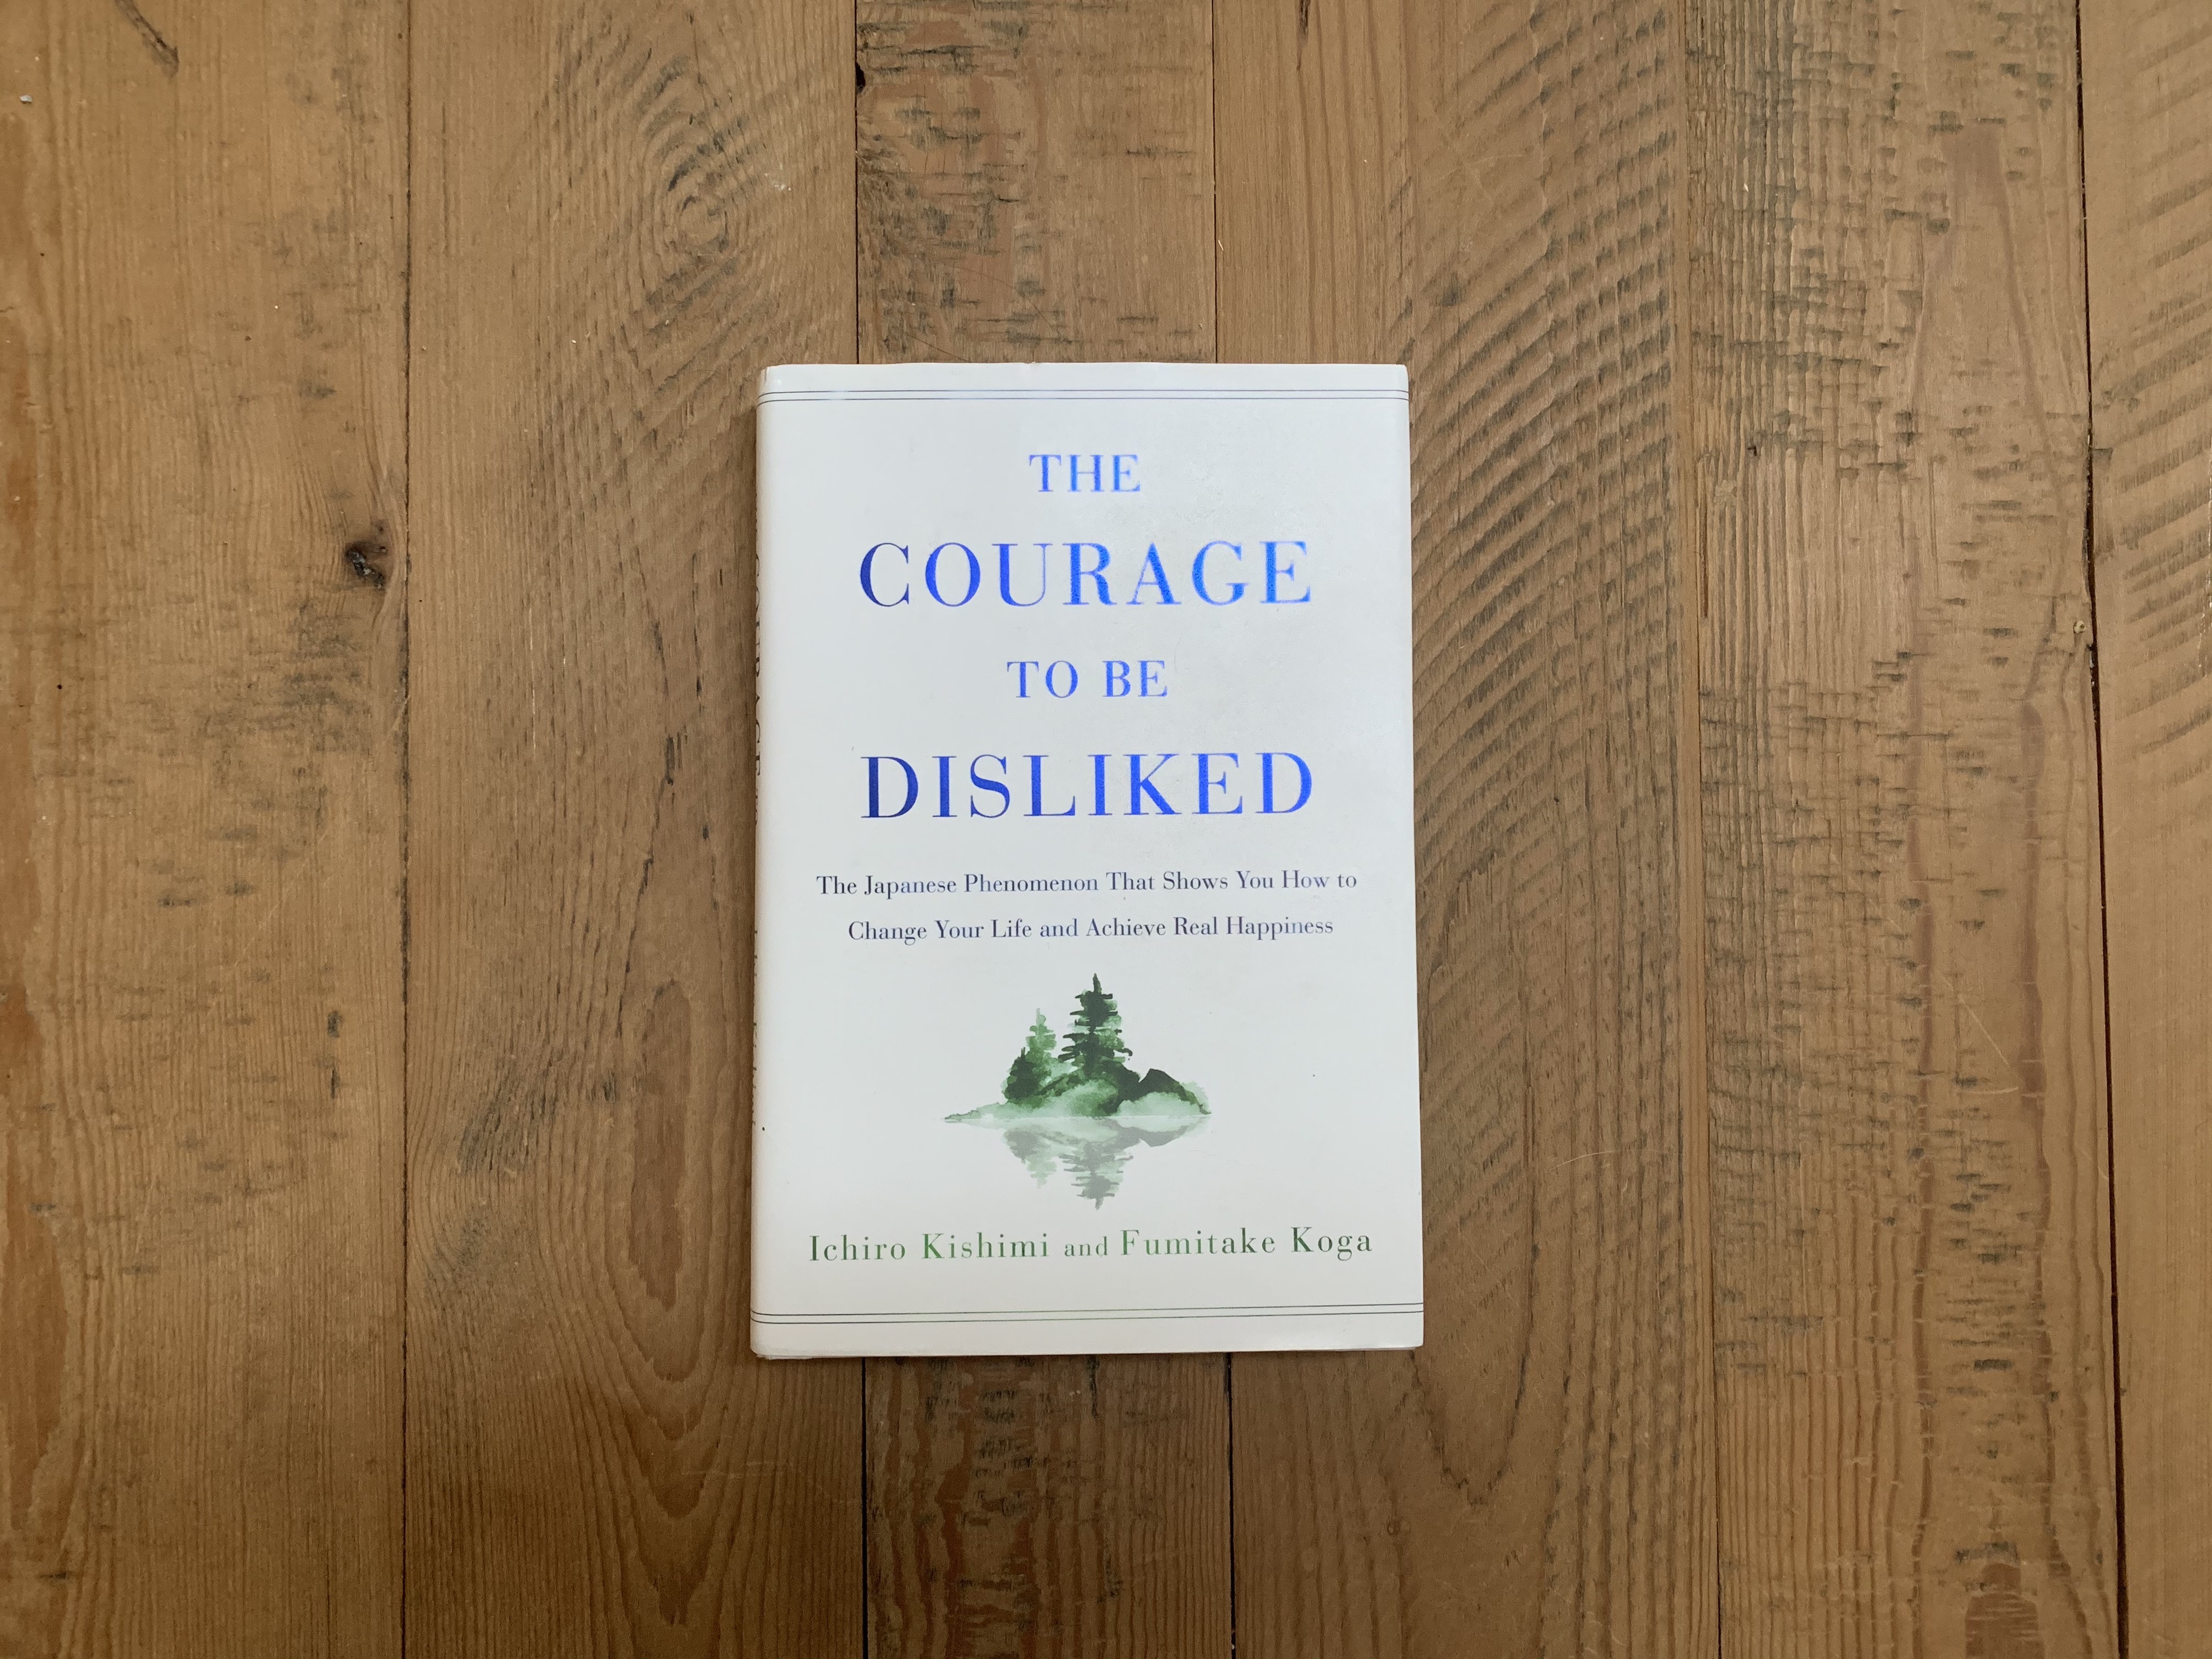 THE
COURAGE
TO BE
DISLIKED
The Japanese Phenomenon That Shows You How to
Change Your Life and Achieve Real Happiness
Ichiro Kishimi and Fumitake Koga